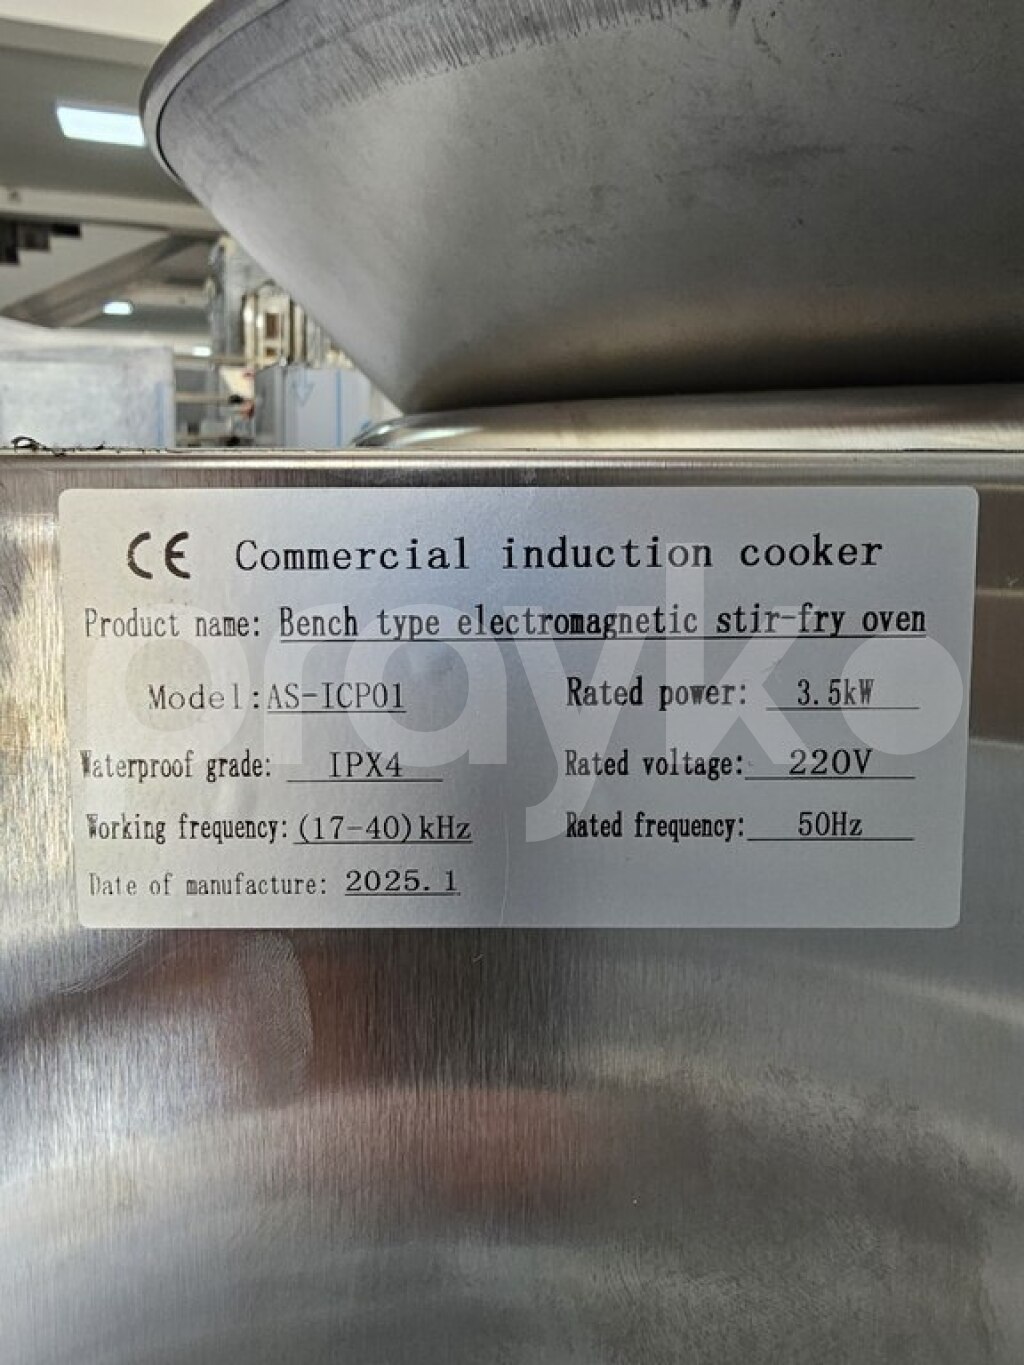 CE Commercial induction cooker
Product name: Bench type electromagnetic stir-fry oven
Model:AS-ICP01 Rated power: 3.5kW
Waterproof grade: IPX4 Rated voltage: 220V
Working frequency: (17-40)kHz Rated frequency: 50Hz
Date of manufacture: 2025.1
prayko